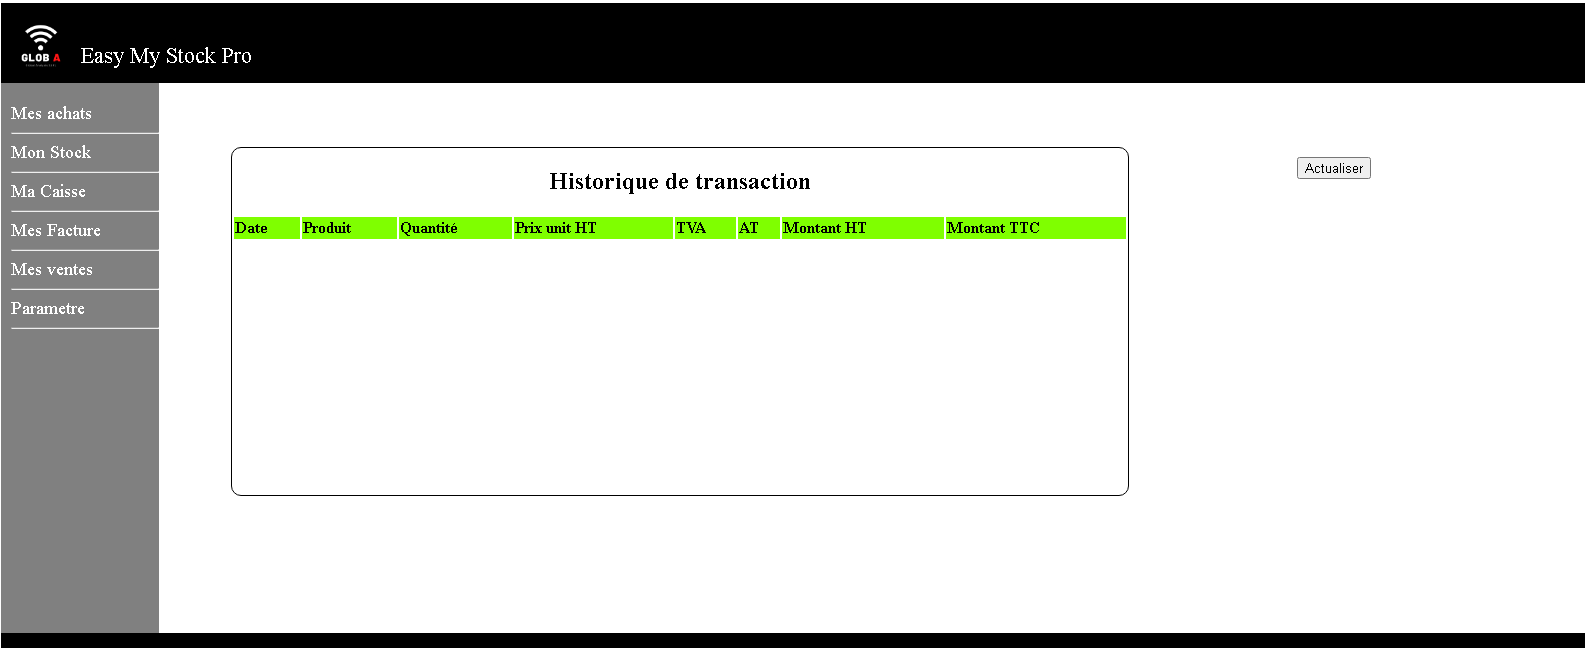 GLOB A
Easy My Stock Pro
Mes achats
Mon Stock
Ma Caisse
Mes Facture
Mes ventes
Parametre
Historique de transaction
Date Produit Quantité Prix unit HT TVA AT Montant HT Montant TTC
Actualiser